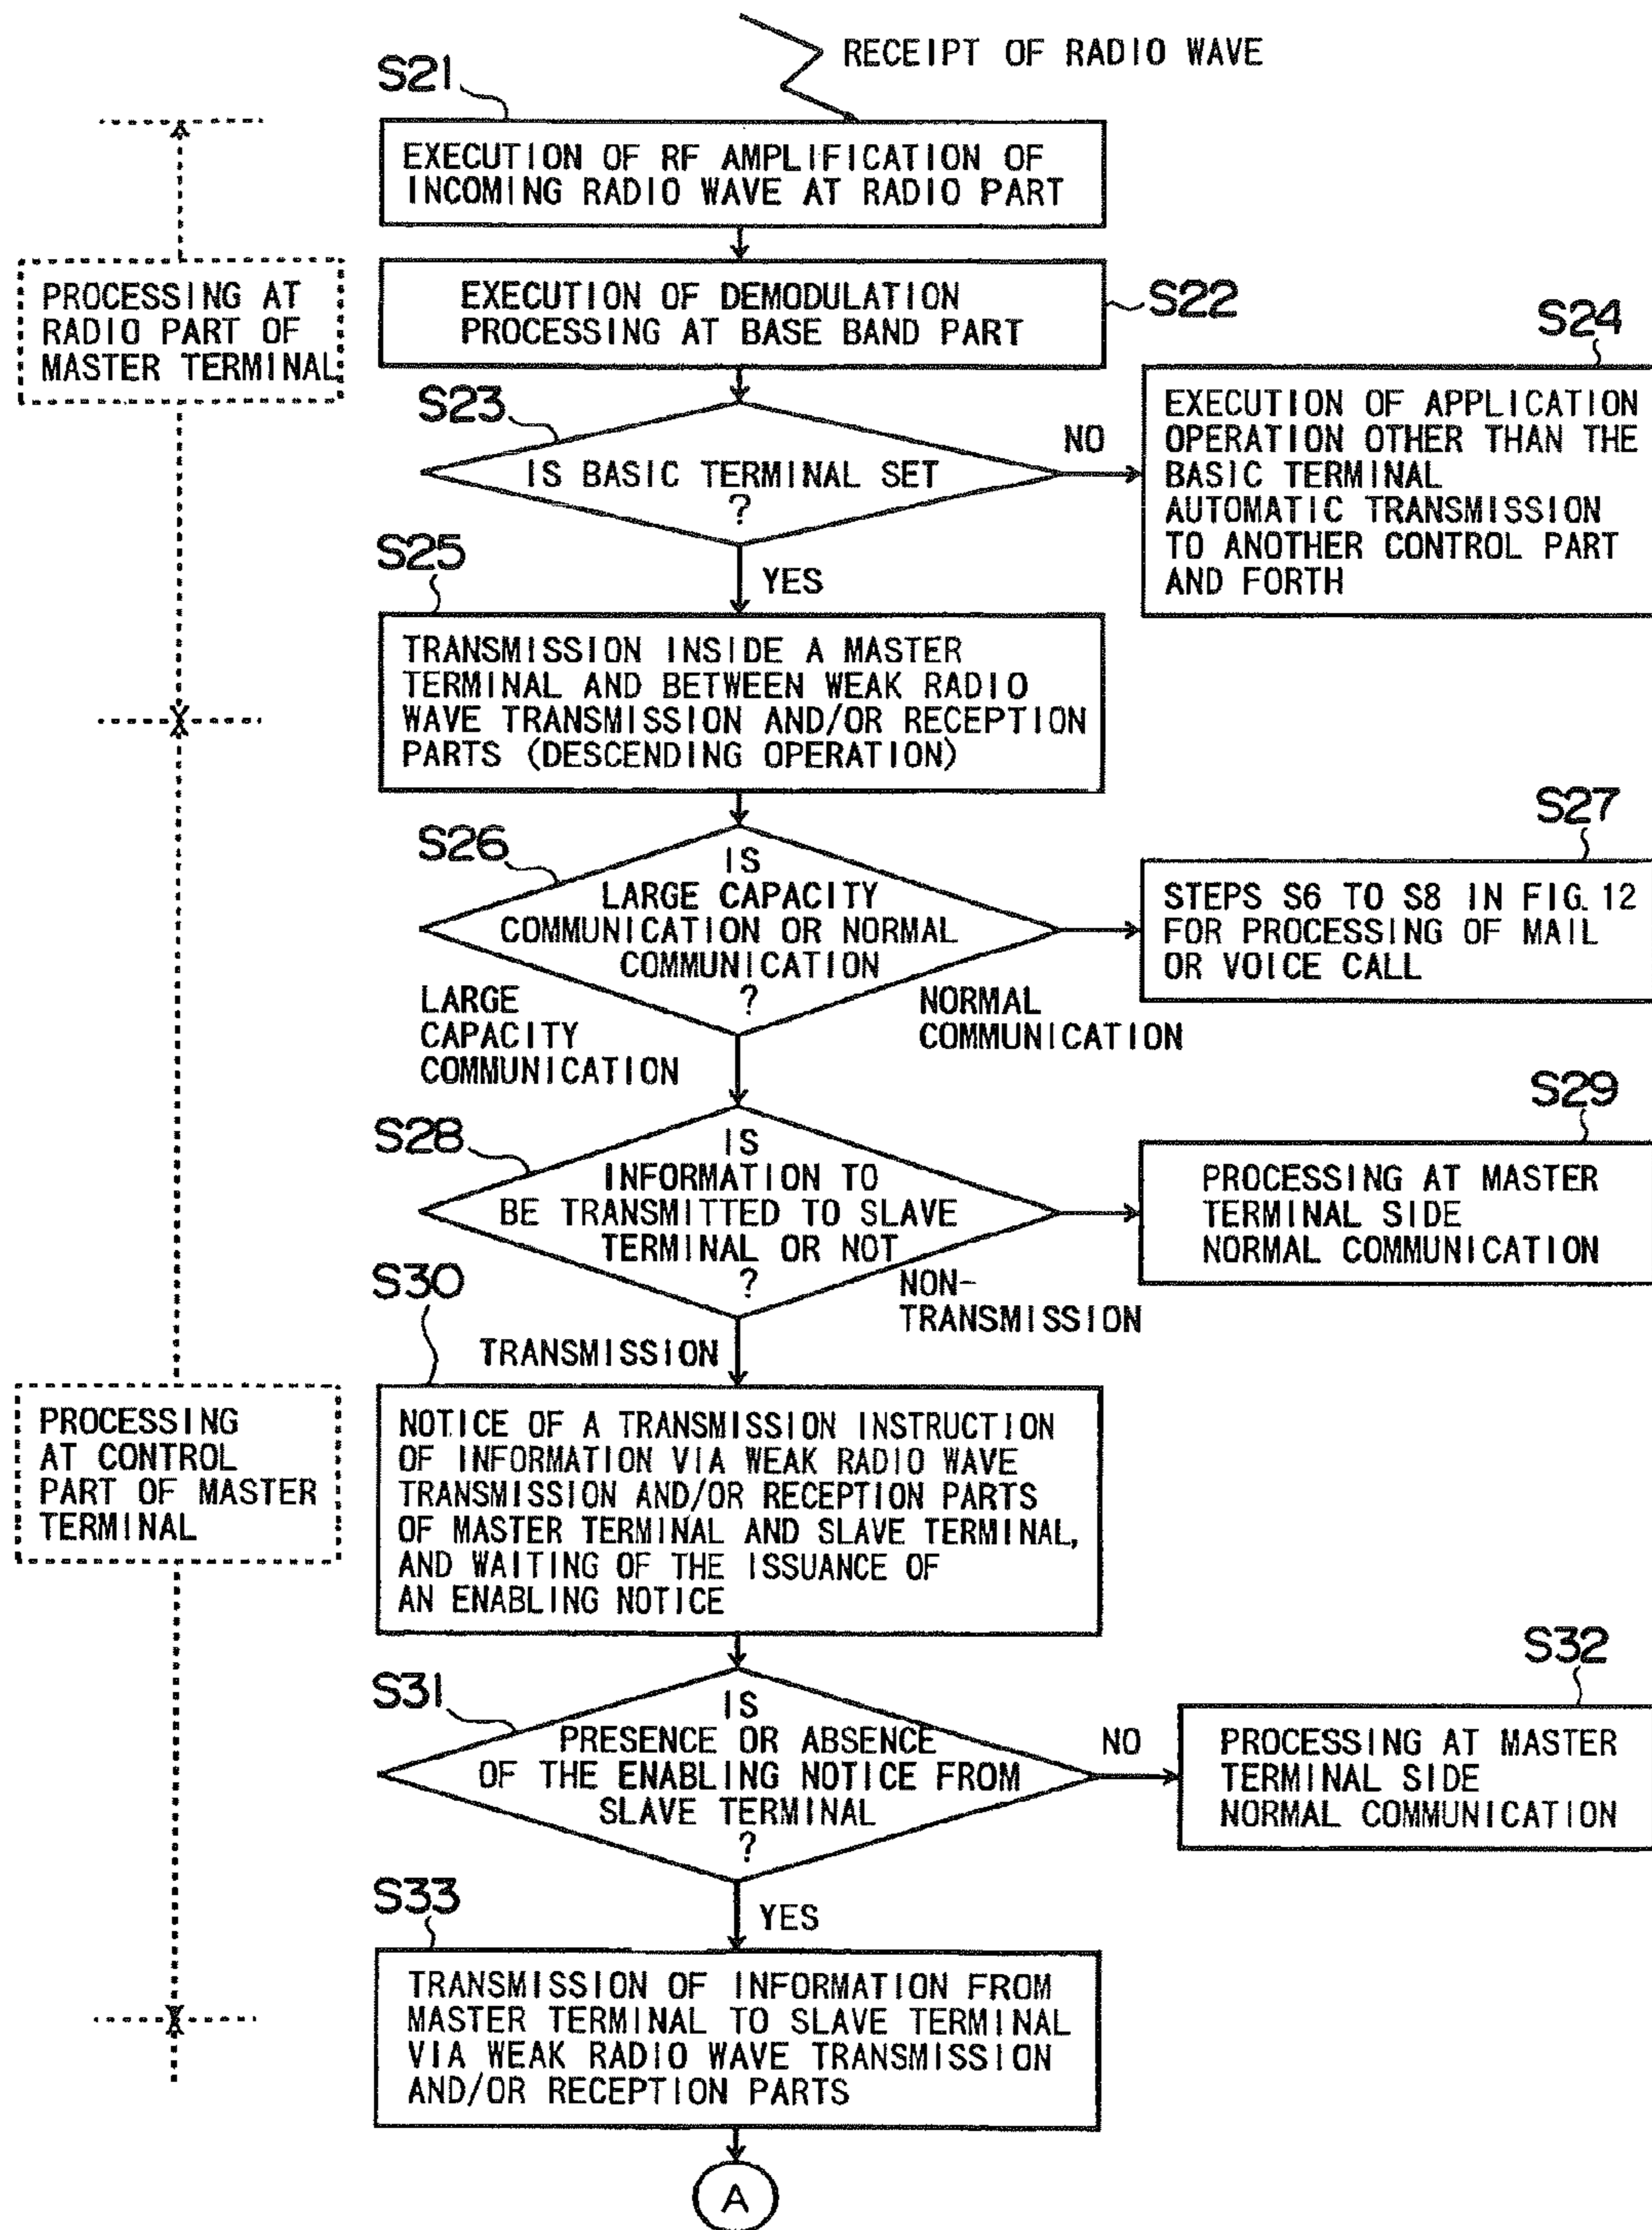 RECEIPT OF RADIO WAVE
S21
EXECUTION OF RF AMPLIFICATION OF
INCOMING RADIO WAVE AT RADIO PART
PROCESSING AT
RADIO PART OF
MASTER TERMINAL
EXECUTION OF DEMODULATION
PROCESSING AT BASE BAND PART
S22
S23
IS BASIC TERMINAL SET
?
NO
S24
EXECUTION OF APPLICATION
OPERATION OTHER THAN THE
BASIC TERMINAL
AUTOMATIC TRANSMISSION
TO ANOTHER CONTROL PART
AND FORTH
YES
S25
TRANSMISSION INSIDE A MASTER
TERMINAL AND BETWEEN WEAK RADIO
WAVE TRANSMISSION AND/OR RECEPTION
PARTS (DESCENDING OPERATION)
S26
IS
LARGE CAPACITY
COMMUNICATION OR NORMAL
COMMUNICATION
?
LARGE
CAPACITY
COMMUNICATION
NORMAL
COMMUNICATION
S27
STEPS S6 TO S8 IN FIG. 12
FOR PROCESSING OF MAIL
OR VOICE CALL
S28
IS
INFORMATION TO
BE TRANSMITTED TO SLAVE
TERMINAL OR NOT
?
NON-
TRANSMISSION
S29
PROCESSING AT MASTER
TERMINAL SIDE
NORMAL COMMUNICATION
TRANSMISSION
S30
PROCESSING
AT CONTROL
PART OF MASTER
TERMINAL
NOTICE OF A TRANSMISSION INSTRUCTION
OF INFORMATION VIA WEAK RADIO WAVE
TRANSMISSION AND/OR RECEPTION PARTS
OF MASTER TERMINAL AND SLAVE TERMINAL,
AND WAITING OF THE ISSUANCE OF
AN ENABLING NOTICE
S31
IS
PRESENCE OR ABSENCE
OF THE ENABLING NOTICE FROM
SLAVE TERMINAL
?
NO
S32
PROCESSING AT MASTER
TERMINAL SIDE
NORMAL COMMUNICATION
YES
S33
TRANSMISSION OF INFORMATION FROM
MASTER TERMINAL TO SLAVE TERMINAL
VIA WEAK RADIO WAVE TRANSMISSION
AND/OR RECEPTION PARTS
A